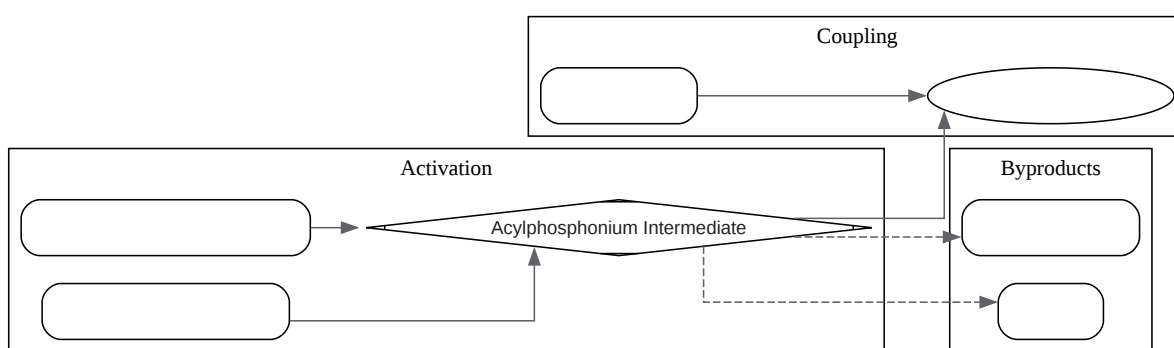 Coupling
Activation
Byproducts
Acylphosphonium Intermediate